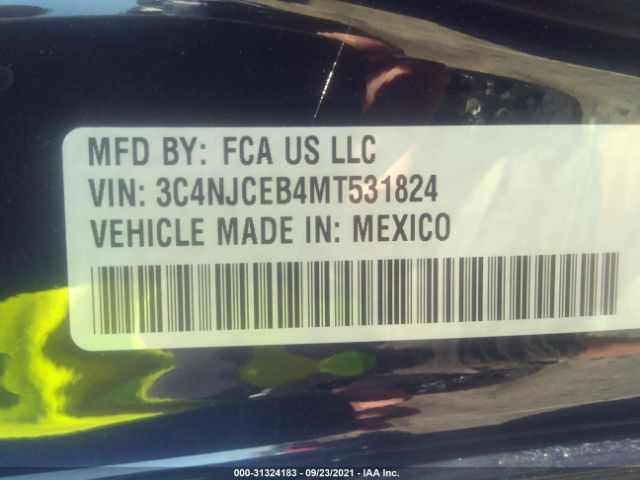 MFD BY: FCA US LLC
VIN: 3C4NJCEB4MT531824
VEHICLE MADE IN: MEXICO
000-31324183 - 09/23/2021 - IAA Inc.